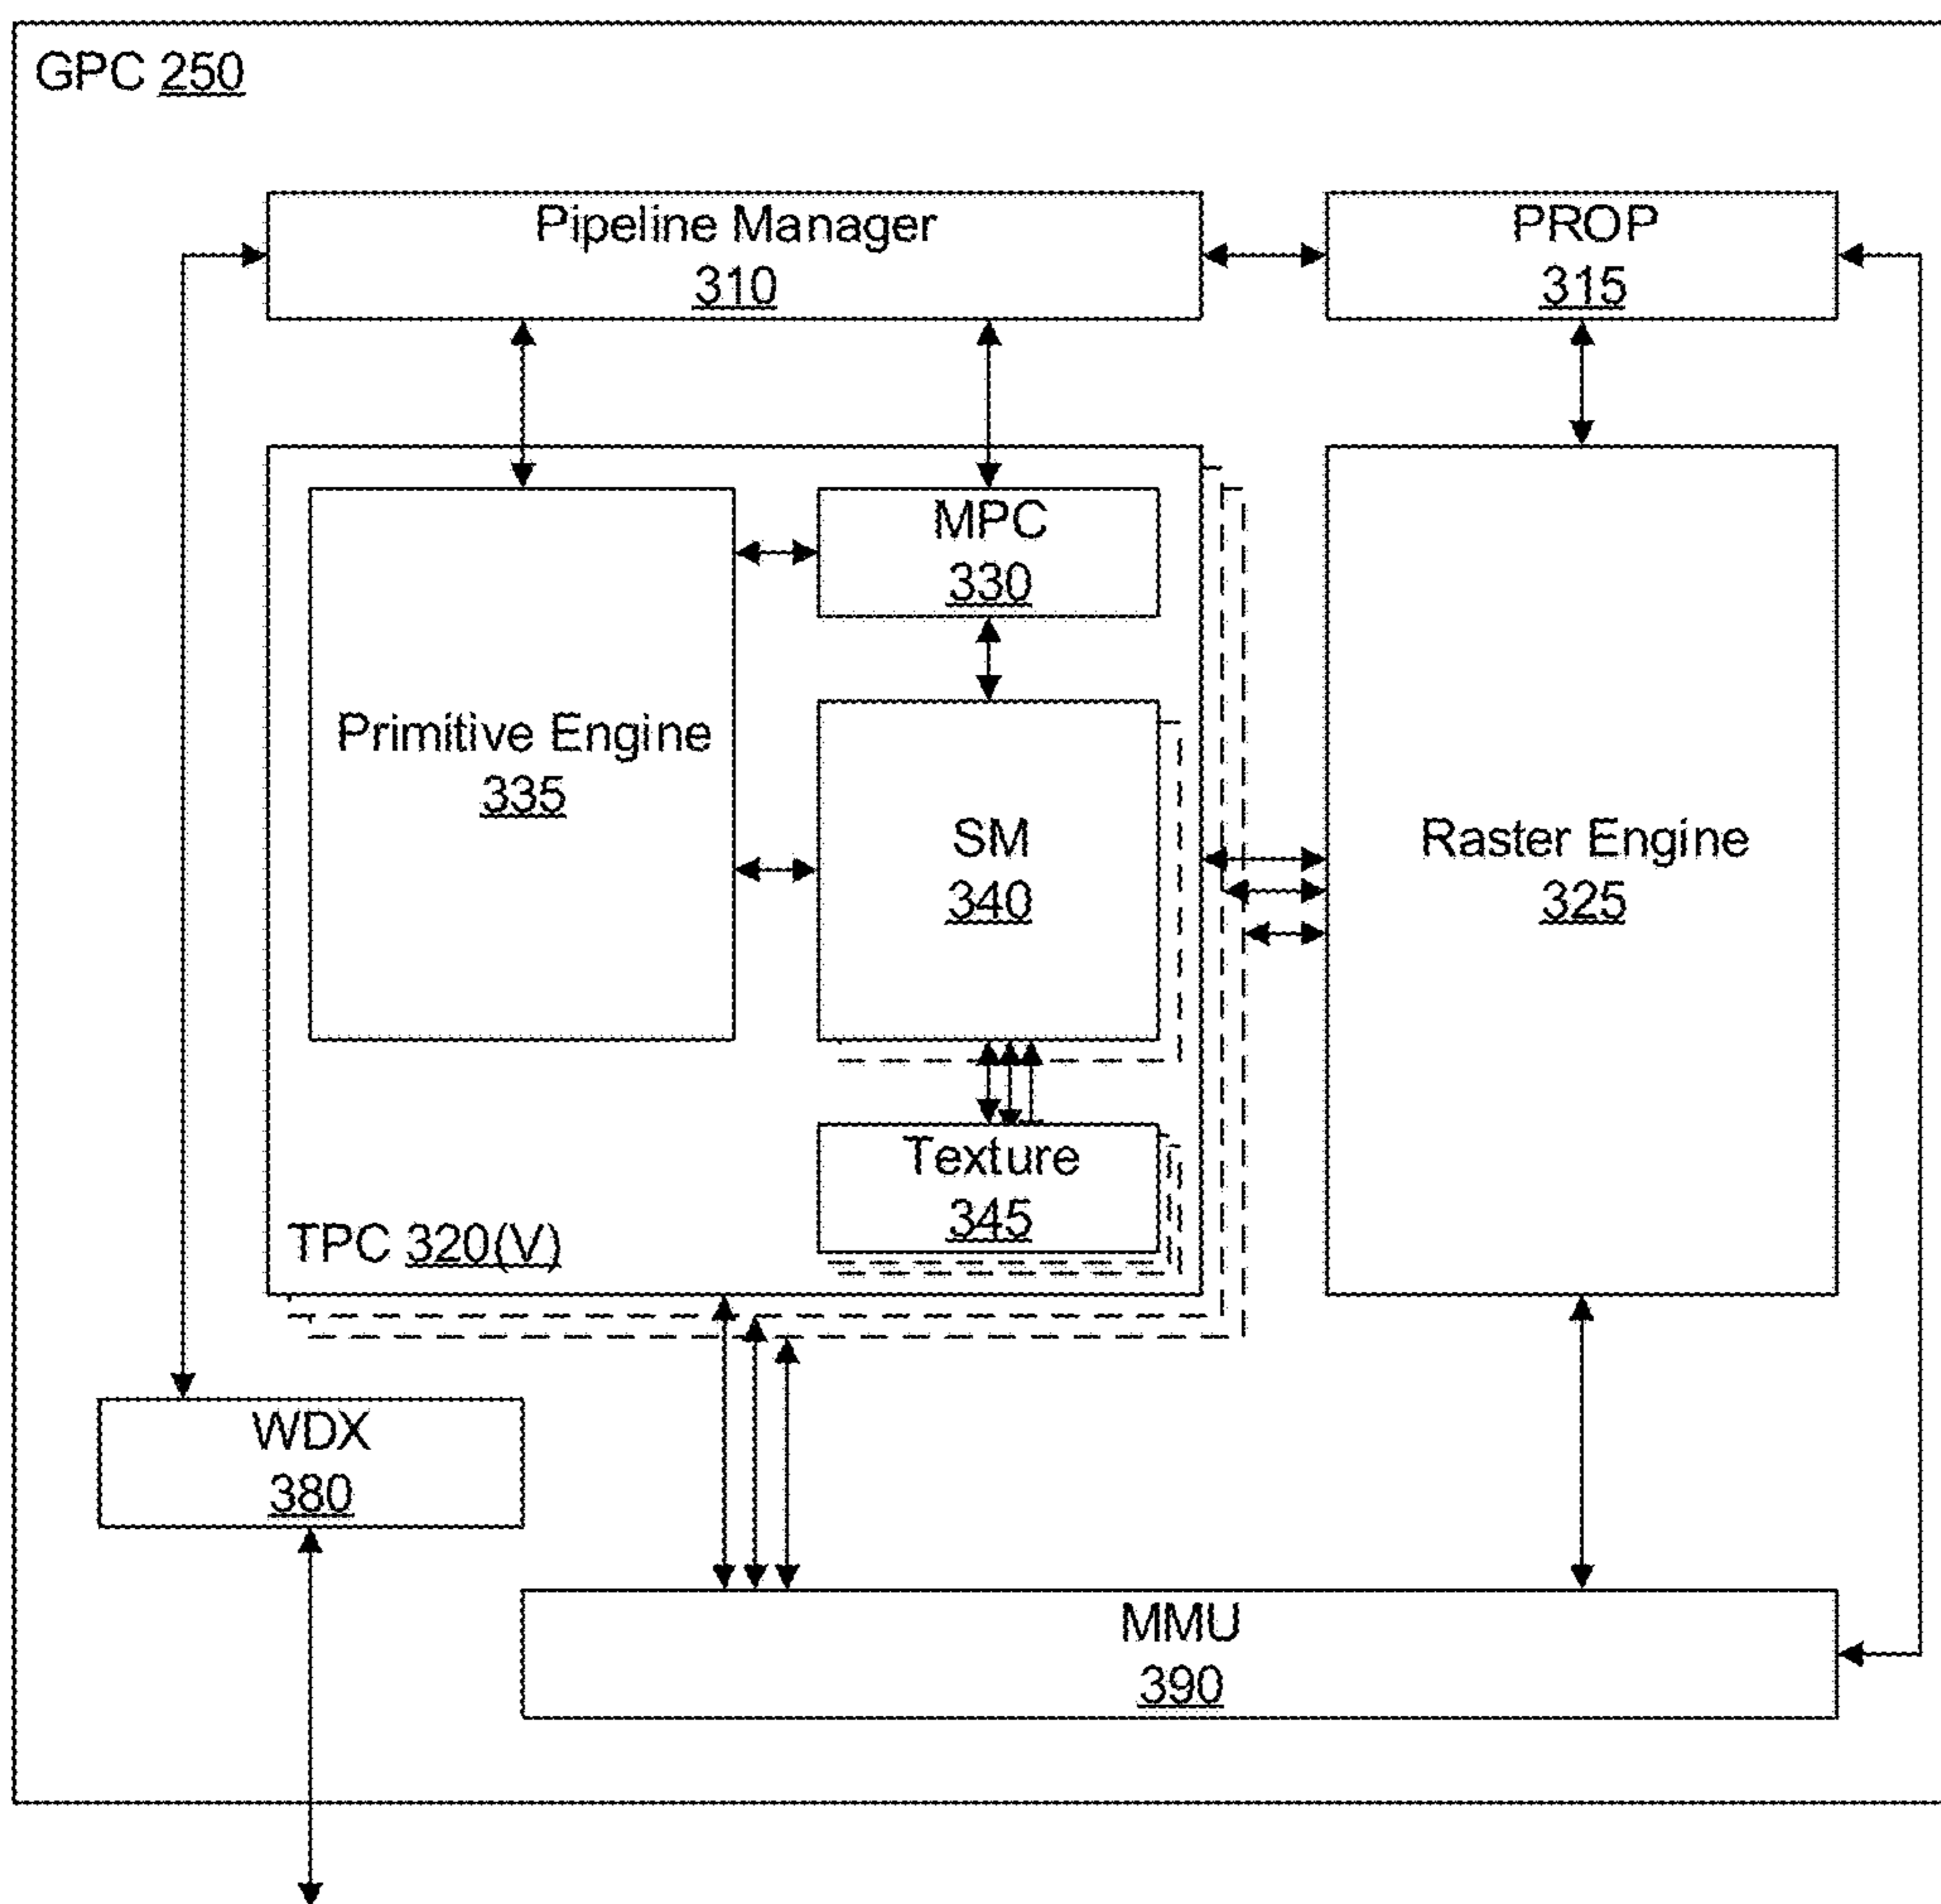 GPC 250
Pipeline Manager
310
PROP
315
MPC
330
Primitive Engine
335
SM
340
Raster Engine
325
Texture
345
TPC 320(V)
WDX
380
MMU
390